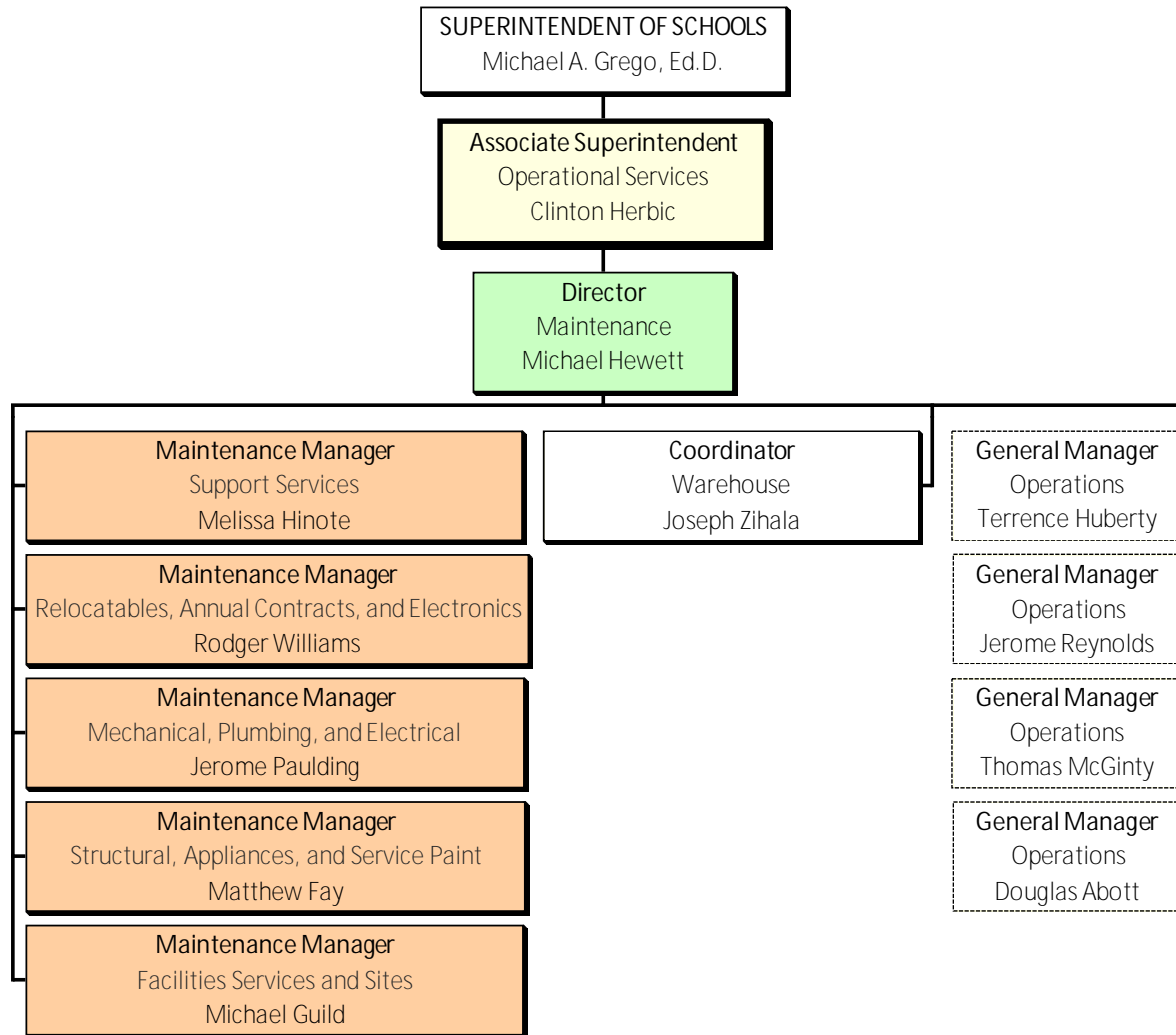 SUPERINTENDENT OF SCHOOLS
Michael A. Grego, Ed.D.
Associate Superintendent
Operational Services
Clinton Herbic
Director
Maintenance
Michael Hewett
Maintenance Manager
Support Services
Melissa Hinote
Maintenance Manager
Relocatables, Annual Contracts, and Electronics
Rodger Williams
Maintenance Manager
Mechanical, Plumbing, and Electrical
Jerome Paulding
Maintenance Manager
Structural, Appliances, and Service Paint
Matthew Fay
Maintenance Manager
Facilities Services and Sites
Michael Guild
Coordinator
Warehouse
Joseph Zihala
General Manager
Operations
Terrence Huberty
General Manager
Operations
Jerome Reynolds
General Manager
Operations
Thomas McGinty
General Manager
Operations
Douglas Abott